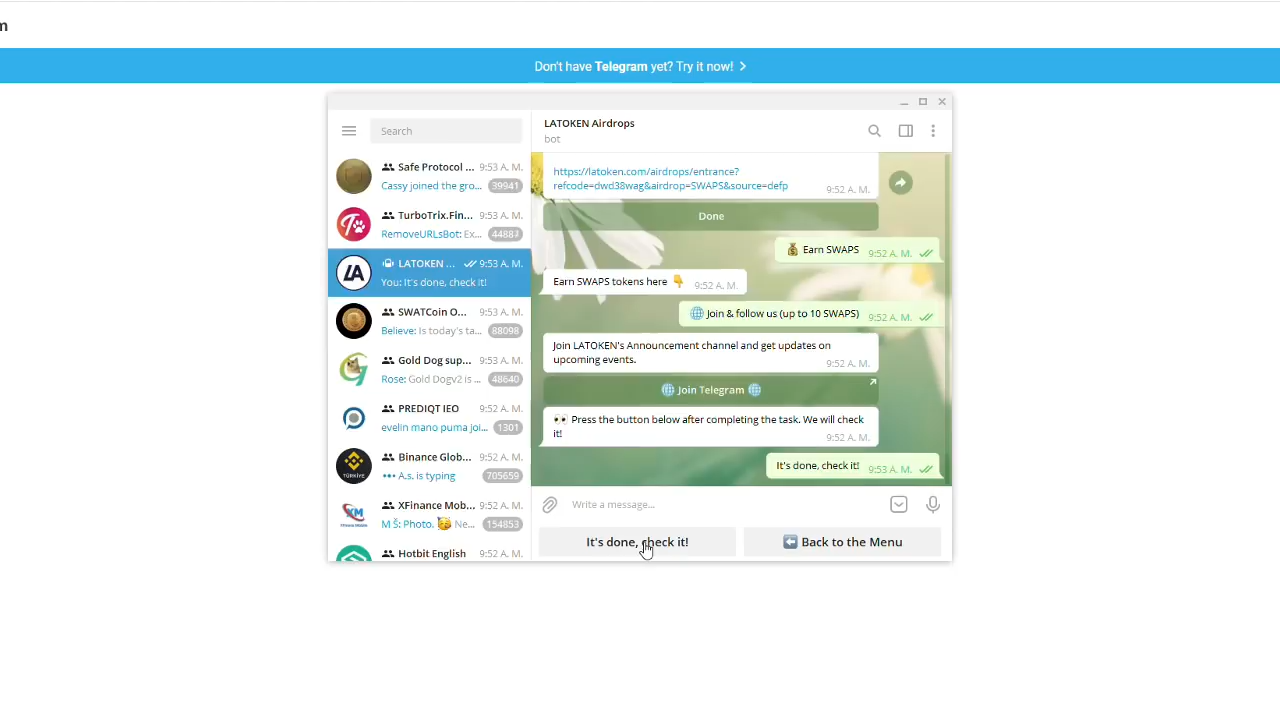 m
Don't have Telegram yet? Try it now!
Search
Safe Protocol ... 9:53 A. M.
Cassy joined the gro... 39941
TurboTrix.Fin... 9:53 A. M.
RemoveURLsBot: Ex... 44887
LATOKEN ... 9:53 A. M.
You: It's done, check it!
SWATCoin O... 9:53 A. M.
Believe: Is today's ta... 88098
Gold Dog sup... 9:53 A. M.
Rose: Gold Dogv2 is ... 48640
PREDIQT IEO 9:52 A. M.
evelin mano puma joi... 1301
TÜRKİYE
Binance Glob... 9:52 A. M.
A.s. is typing 705659
XFinance Mob... 9:52 A. M.
M Š: Photo. 🥳 Ne... 154853
Hotbit English 9:52 A. M.
LATOKEN Airdrops
bot
https://latoken.com/airdrops/entrance?
refcode=dwd38wag&airdrop=SWAPS&source=defp 9:52 A. M.
Done
💰 Earn SWAPS 9:52 A. M.
Earn SWAPS tokens here 👇 9:52 A. M.
🌐 Join & follow us (up to 10 SWAPS) 9:52 A. M.
Join LATOKEN's Announcement channel and get updates on
upcoming events. 9:52 A. M.
🌐 Join Telegram 🌐
👀 Press the button below after completing the task. We will check
it! 9:52 A. M.
It's done, check it! 9:53 A. M.
Write a message...
It's done, check it!
⬅️ Back to the Menu